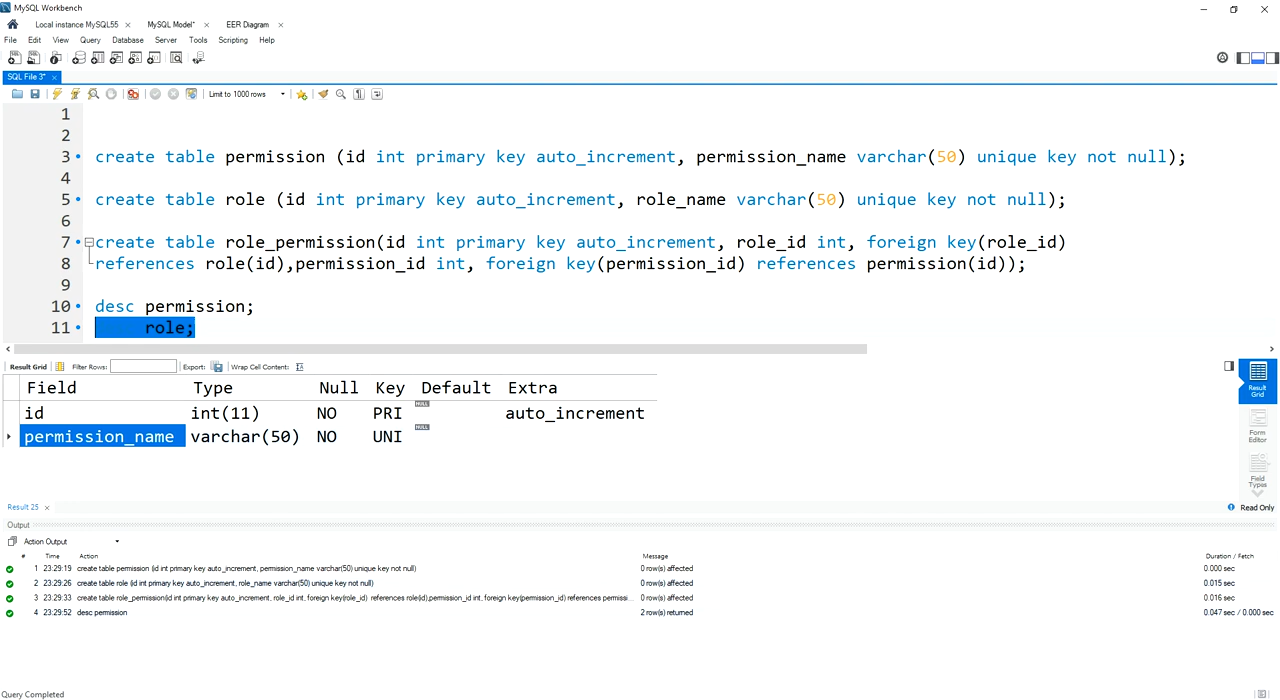 MySQL Workbench
Local instance MySQL55 × MySQL Model* × EER Diagram ×
File Edit View Query Database Server Tools Scripting Help
SQL File 3* ×
Limit to 1000 rows
1
2
3 create table permission (id int primary key auto_increment, permission_name varchar(50) unique key not null);
4
5 create table role (id int primary key auto_increment, role_name varchar(50) unique key not null);
6
7 create table role_permission(id int primary key auto_increment, role_id int, foreign key(role_id)
8 references role(id),permission_id int, foreign key(permission_id) references permission(id));
9
10 desc permission;
11 role;
Result Grid Filter Rows: Export: Wrap Cell Content:
Field Type Null Key Default Extra
id int(11) NO PRI NULL auto_increment
permission_name varchar(50) NO UNI NULL
Result Grid
Form Editor
Field Types
Result 25 × Read Only
Output
Action Output
# Time Action Message Duration / Fetch
1 23:29:19 create table permission (id int primary key auto_increment, permission_name varchar(50) unique key not null) 0 row(s) affected 0.000 sec
2 23:29:26 create table role (id int primary key auto_increment, role_name varchar(50) unique key not null) 0 row(s) affected 0.015 sec
3 23:29:33 create table role_permission(id int primary key auto_increment, role_id int, foreign key(role_id) references role(id),permission_id int, foreign key(permission_id) references permissi... 0 row(s) affected 0.016 sec
4 23:29:52 desc permission 2 row(s) returned 0.047 sec / 0.000 sec
Query Completed